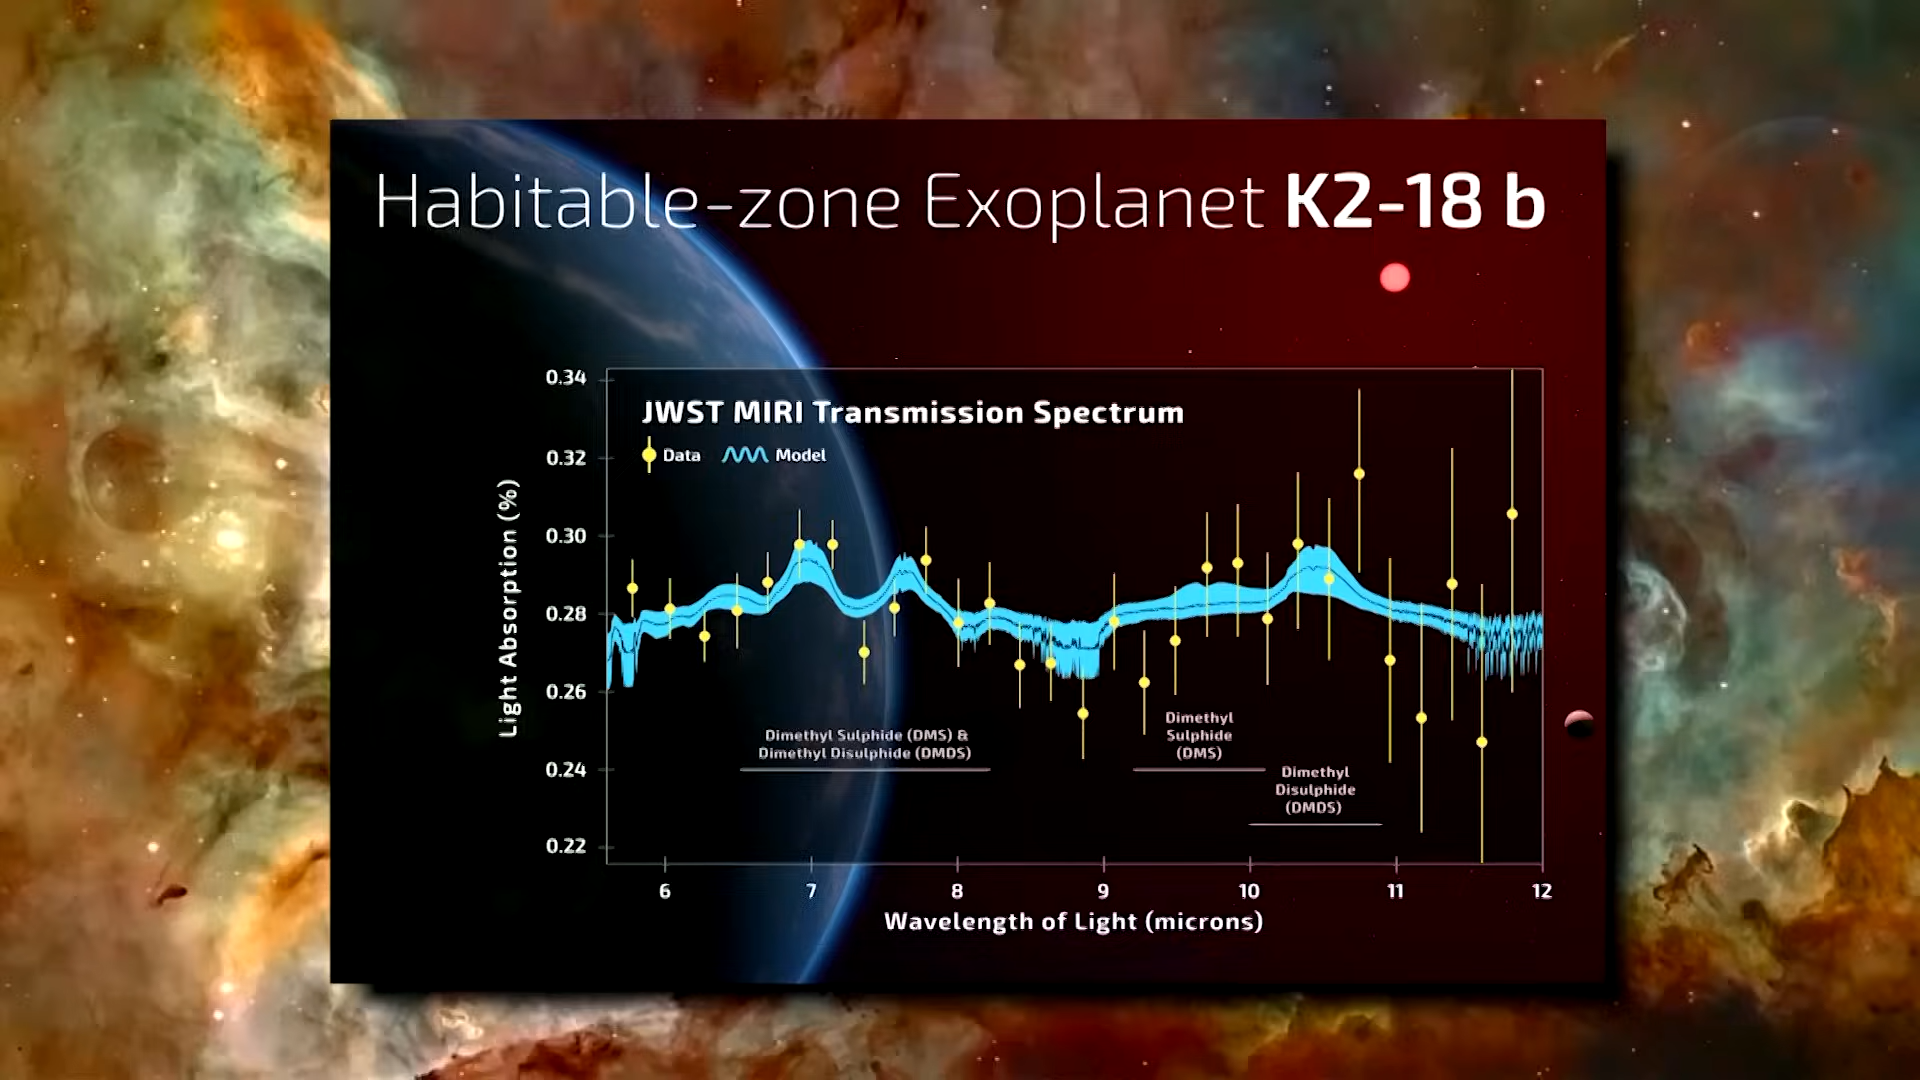 Habitable-zone Exoplanet K2-18 b
JWST MIRI Transmission Spectrum
Data Model
Light Absorption (%)
0.34
0.32
0.30
0.28
0.26
0.24
0.22
Dimethyl Sulphide (DMS) &
Dimethyl Disulphide (DMDS)
Dimethyl
Sulphide
(DMS)
Dimethyl
Disulphide
(DMDS)
6 7 8 9 10 11 12
Wavelength of Light (microns)